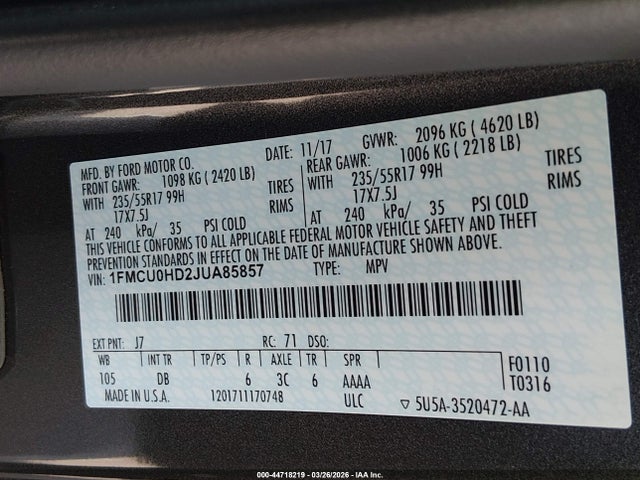 MFD. BY FORD MOTOR CO. DATE: 11/17 GVWR: 2096 KG ( 4620 LB)
FRONT GAWR: 1098 KG ( 2420 LB) REAR GAWR: 1006 KG ( 2218 LB)
WITH 235/55R17 99H TIRES WITH 235/55R17 99H TIRES
17X7.5J RIMS 17X7.5J RIMS
AT 240 kPa/ 35 PSI COLD AT 240 kPa/ 35 PSI COLD
THIS VEHICLE CONFORMS TO ALL APPLICABLE FEDERAL MOTOR VEHICLE SAFETY AND THEFT
PREVENTION STANDARDS IN EFFECT ON THE DATE OF MANUFACTURE SHOWN ABOVE.
VIN: 1FMCU0HD2JUA85857 TYPE: MPV
EXT PNT: J7 RC: 71 DSO:
WB INT TR TP/PS R AXLE TR SPR F0110
105 DB 6 3C 6 AAAA T0316
MADE IN U.S.A. 1201711170748 ULC ▽ 5U5A-3520472-AA
000-44718219 | 03/26/2026 | IAA Inc.